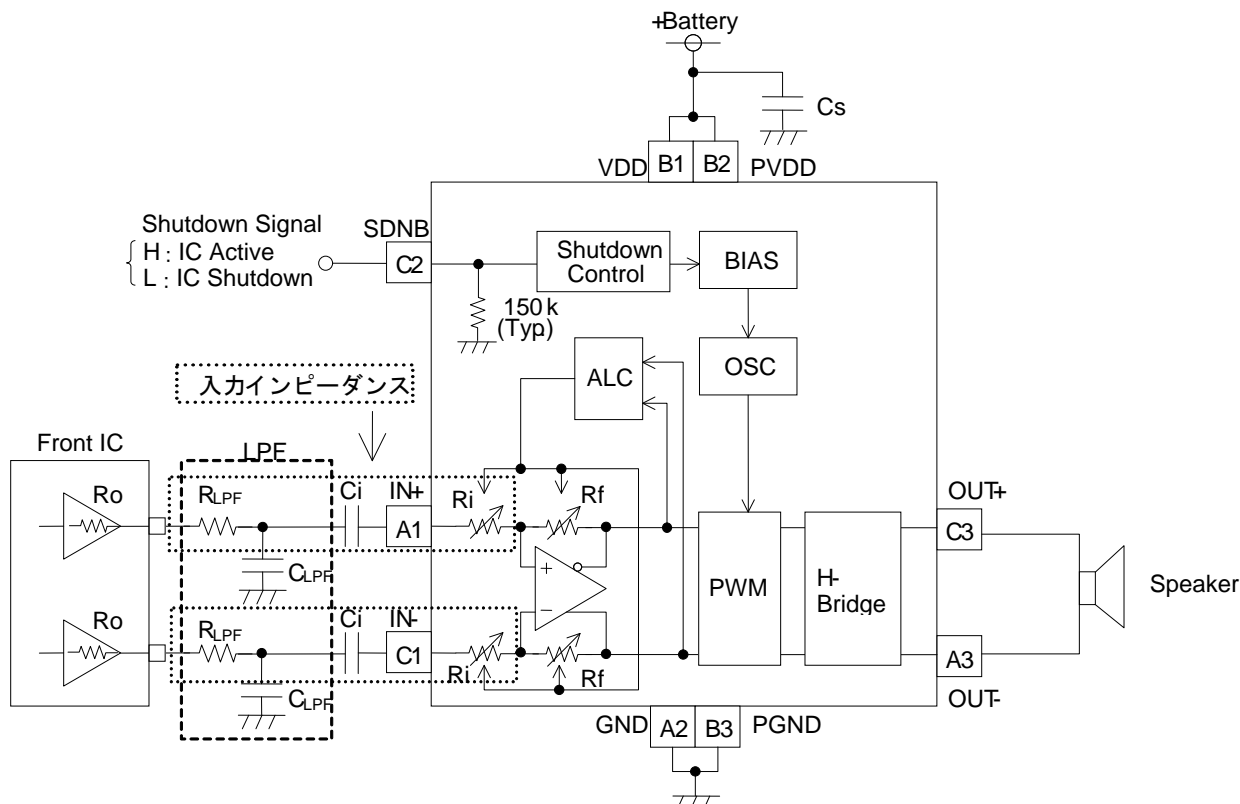 +Battery
Cs
VDD
B1
B2
PVDD
Shutdown Signal
H : IC Active
L : IC Shutdown
SDNB
C2
Shutdown
Control
BIAS
150k
(Typ)
OSC
ALC
入力インピーダンス
Front IC
LPF
Ro
RLPF
Ci
IN+
A1
Ri
Rf
OUT+
C3
CLPF
+
−
PWM
H-
Bridge
Speaker
Ro
RLPF
Ci
IN-
C1
Ri
Rf
A3
OUT-
CLPF
GND
A2
B3
PGND